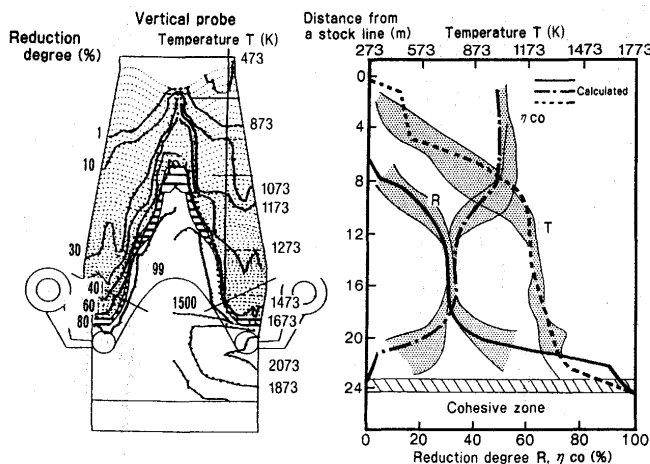 Vertical probe
Reduction
degree (%)
Temperature T (K)
473
873
1073
1173
1273
1473
1673
2073
1873
1
10
30
40
60
80
99
1500
Distance from
a stock line (m)
Temperature T (K)
273 573 873 1173 1473 1773
0
4
8
12
16
20
24
Calculated
η co
R
T
Cohesive zone
0 20 40 60 80 100
Reduction degree R, η co (%)